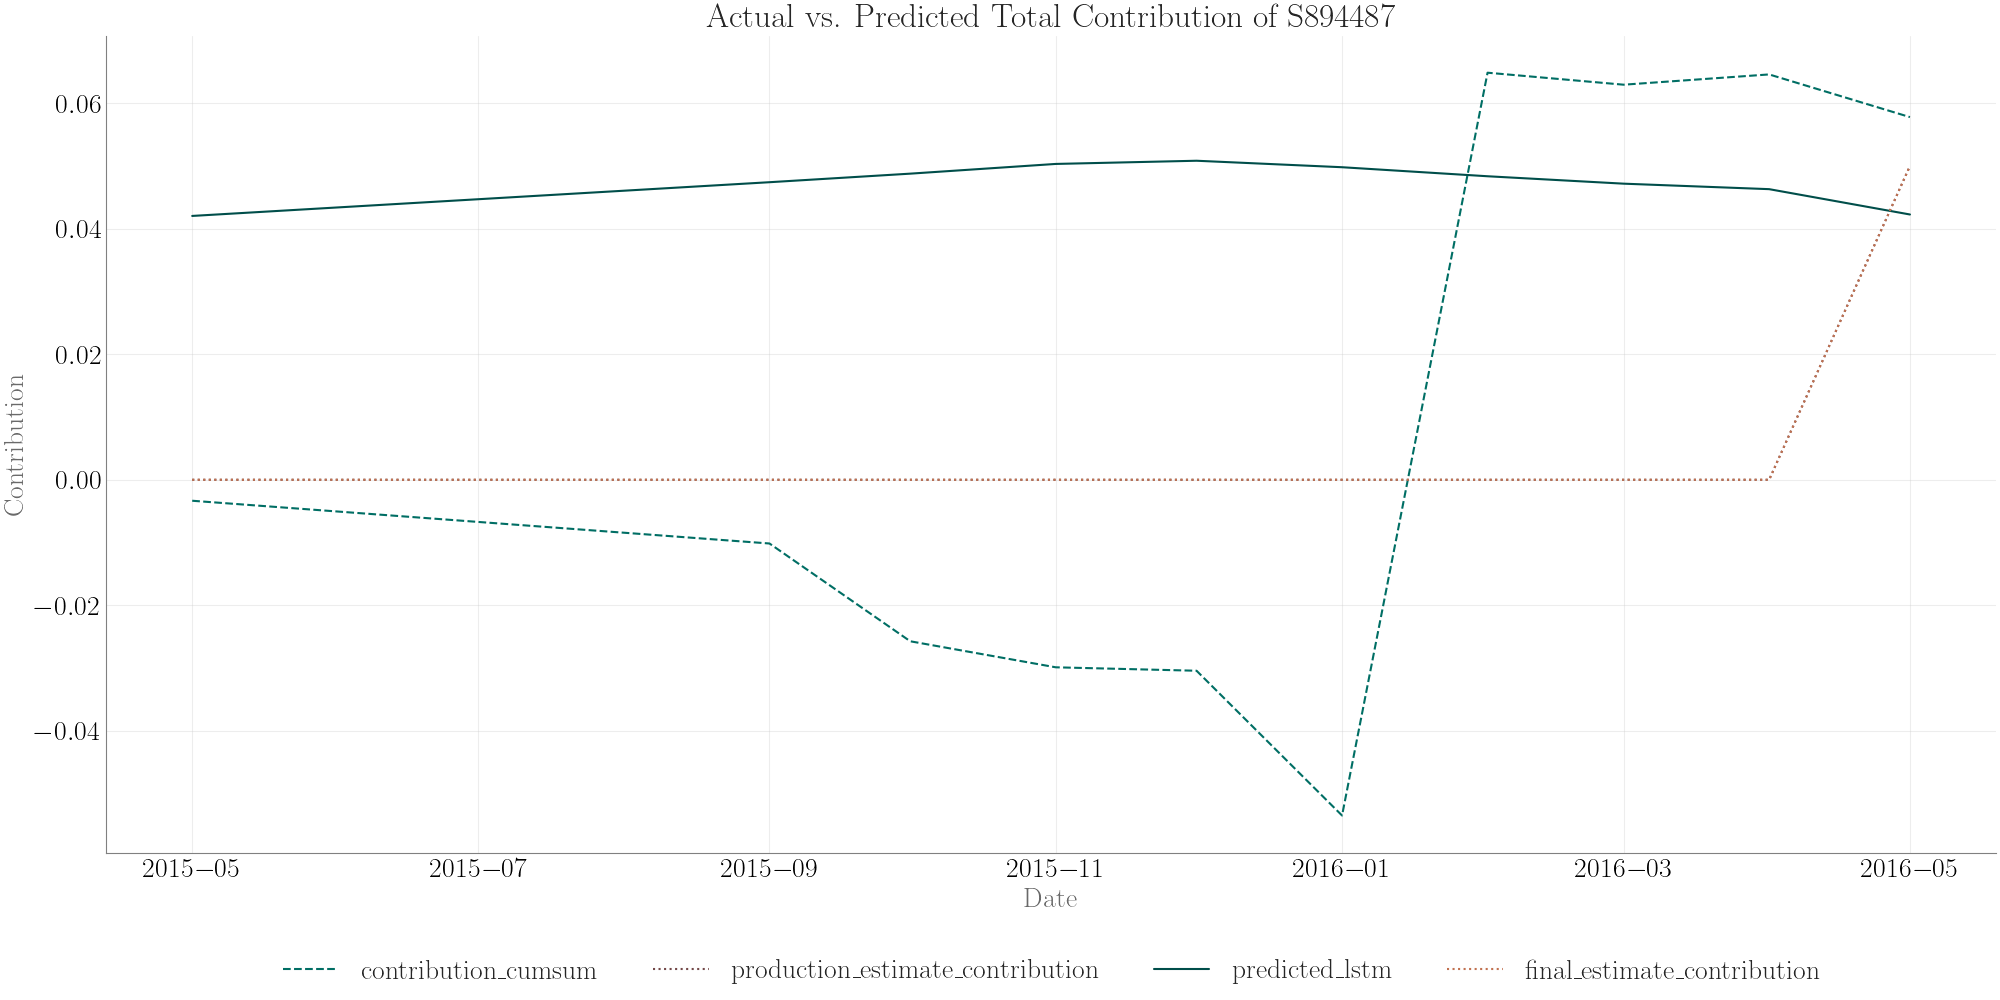 Actual vs. Predicted Total Contribution of S894487
0.06
0.04
0.02
0.00
−0.02
−0.04
Contribution
2015−05 2015−07 2015−09 2015−11 2016−01 2016−03 2016−05
Date
contribution_cumsum production_estimate_contribution predicted_lstm final_estimate_contribution